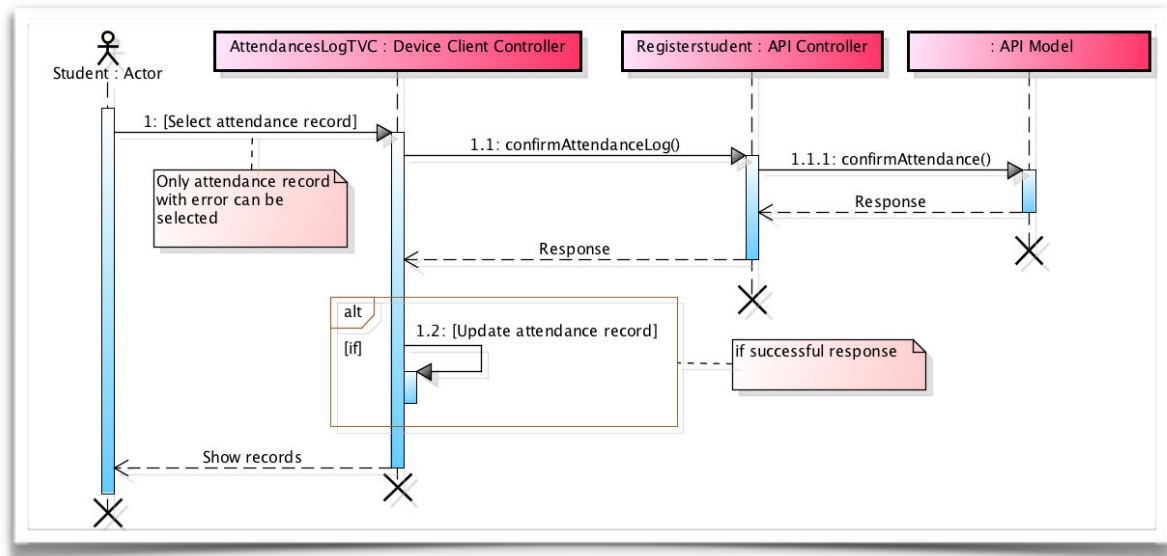 AttendancesLogTVC : Device Client Controller
Registerstudent : API Controller
: API Model
Student : Actor
1: [Select attendance record]
1.1: confirmAttendanceLog()
1.1.1: confirmAttendance()
Only attendance record
with error can be
selected
Response
Response
alt
1.2: [Update attendance record]
[if]
if successful response
Show records